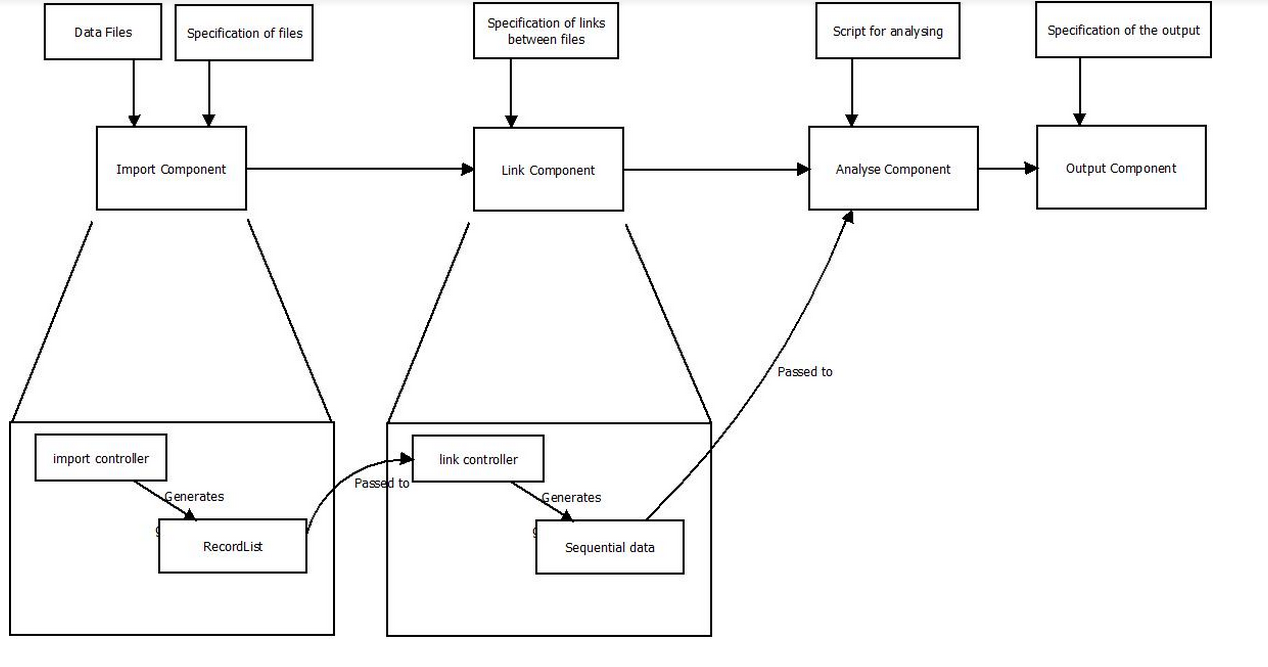 Data Files
Specification of files
Specification of links
between files
Script for analysing
Specification of the output
Import Component
Link Component
Analyse Component
Output Component
Passed to
import controller
link controller
Passed to
Generates
Generates
RecordList
Sequential data